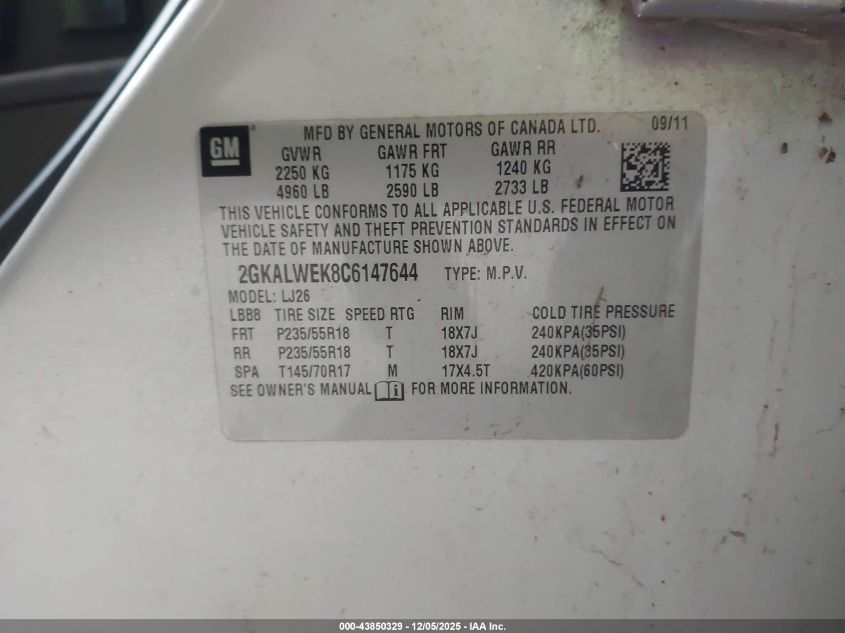 GM ® MFD BY GENERAL MOTORS OF CANADA LTD. 09/11
GVWR GAWR FRT GAWR RR
2250 KG 1175 KG 1240 KG
4960 LB 2590 LB 2733 LB
THIS VEHICLE CONFORMS TO ALL APPLICABLE U.S. FEDERAL MOTOR
VEHICLE SAFETY AND THEFT PREVENTION STANDARDS IN EFFECT ON
THE DATE OF MANUFACTURE SHOWN ABOVE.
2GKALWEK8C6147644 TYPE: M.P.V.
MODEL: LJ26
LBBB TIRE SIZE SPEED RTG RIM COLD TIRE PRESSURE
FRT P235/55R18 T 18X7J 240KPA(35PSI)
RR P235/55R18 T 18X7J 240KPA(35PSI)
SPA T145/70R17 M 17X4.5T 420KPA(60PSI)
SEE OWNER'S MANUAL i FOR MORE INFORMATION.
000-43850329 - 12/05/2025 - IAA Inc.